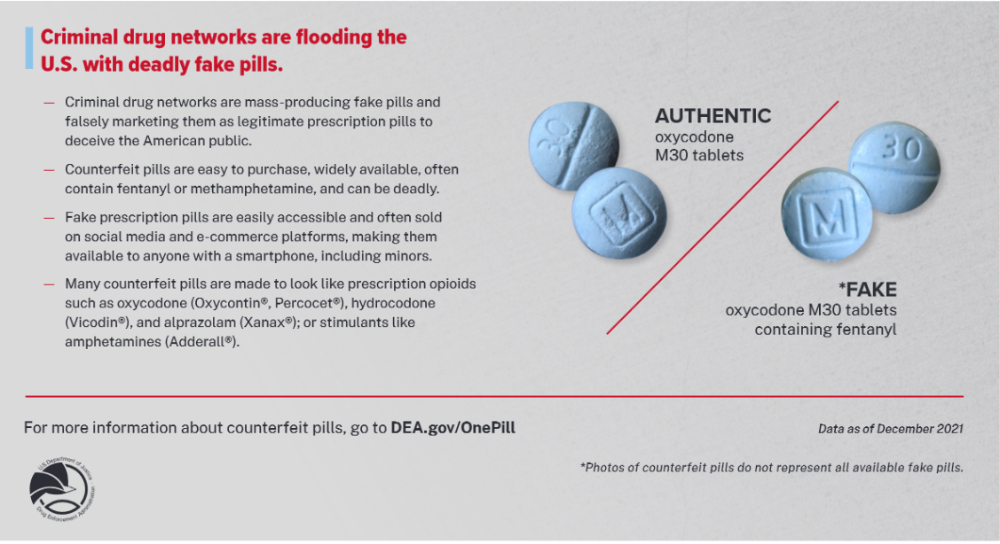 Criminal drug networks are flooding the
U.S. with deadly fake pills.
— Criminal drug networks are mass-producing fake pills and
falsely marketing them as legitimate prescription pills to
deceive the American public.
— Counterfeit pills are easy to purchase, widely available, often
contain fentanyl or methamphetamine, and can be deadly.
— Fake prescription pills are easily accessible and often sold
on social media and e-commerce platforms, making them
available to anyone with a smartphone, including minors.
— Many counterfeit pills are made to look like prescription opioids
such as oxycodone (Oxycontin®, Percocet®), hydrocodone
(Vicodin®), and alprazolam (Xanax®); or stimulants like
amphetamines (Adderall®).
30
M
AUTHENTIC
oxycodone
M30 tablets
30
M
*FAKE
oxycodone M30 tablets
containing fentanyl
For more information about counterfeit pills, go to DEA.gov/OnePill
Data as of December 2021
*Photos of counterfeit pills do not represent all available fake pills.
U.S. Department of Justice
Drug Enforcement Administration